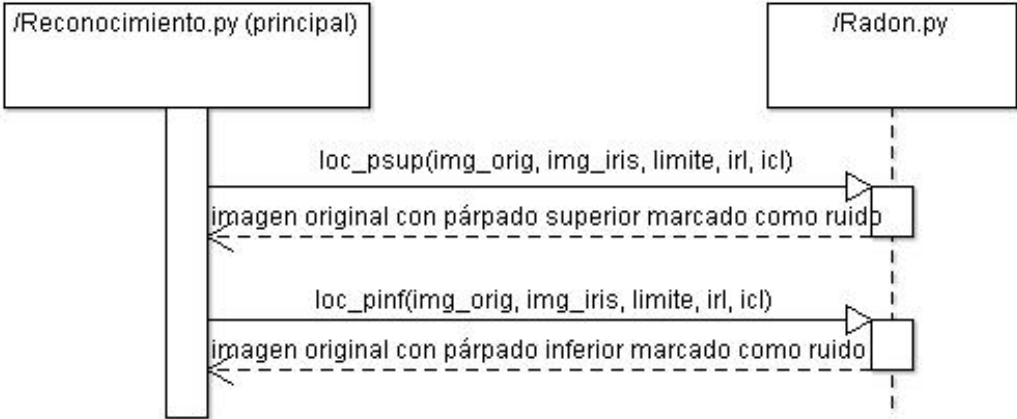 /Reconocimiento.py (principal)
/Radon.py
loc_psup(img_orig, img_iris, limite, irl, icl)
imagen original con párpado superior marcado como ruido
loc_pinf(img_orig, img_iris, limite, irl, icl)
imagen original con párpado inferior marcado como ruido